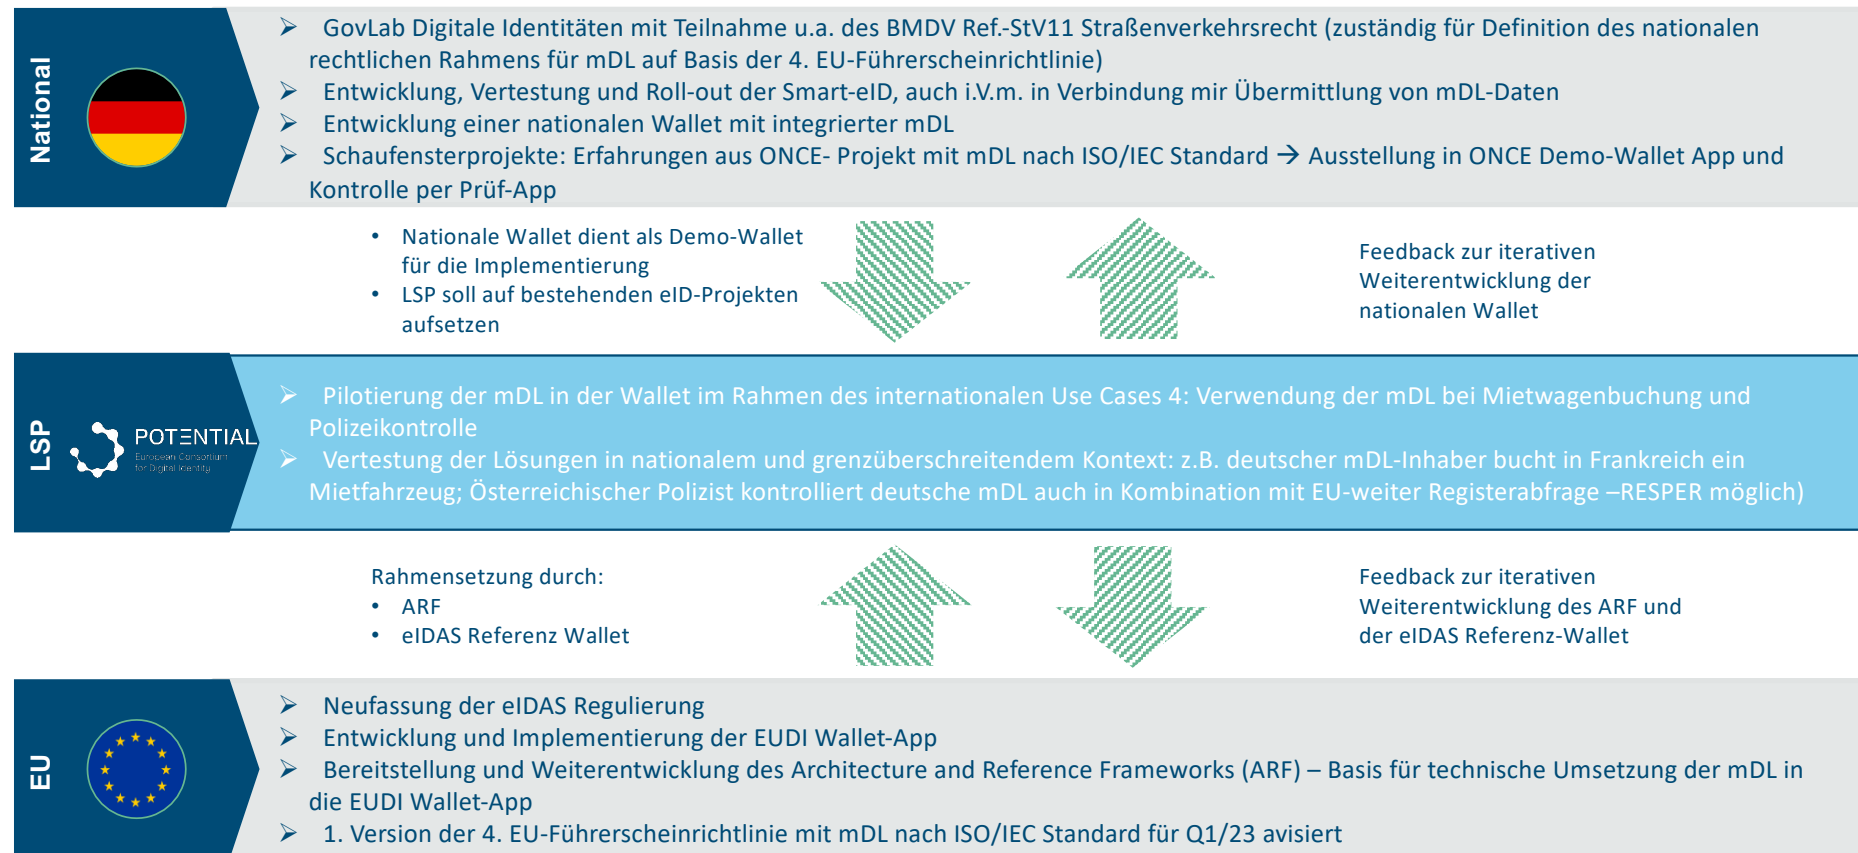 National
➢ GovLab Digitale Identitäten mit Teilnahme u.a. des BMDV Ref.-StV11 Straßenverkehrsrecht (zuständig für Definition des nationalen
rechtlichen Rahmens für mDL auf Basis der 4. EU-Führerscheinrichtlinie)
➢ Entwicklung, Vertestung und Roll-out der Smart-eID, auch i.V.m. in Verbindung mir Übermittlung von mDL-Daten
➢ Entwicklung einer nationalen Wallet mit integrierter mDL
➢ Schaufensterprojekte: Erfahrungen aus ONCE- Projekt mit mDL nach ISO/IEC Standard → Ausstellung in ONCE Demo-Wallet App und
Kontrolle per Prüf-App
• Nationale Wallet dient als Demo-Wallet
für die Implementierung
• LSP soll auf bestehenden eID-Projekten
aufsetzen
Feedback zur iterativen
Weiterentwicklung der
nationalen Wallet
LSP
POTΞNTIAL
European Consortium
for Digital Identity
➢ Pilotierung der mDL in der Wallet im Rahmen des internationalen Use Cases 4: Verwendung der mDL bei Mietwagenbuchung und
Polizeikontrolle
➢ Vertestung der Lösungen in nationalem und grenzüberschreitendem Kontext: z.B. deutscher mDL-Inhaber bucht in Frankreich ein
Mietfahrzeug; Österreichischer Polizist kontrolliert deutsche mDL auch in Kombination mit EU-weiter Registerabfrage –RESPER möglich)
Rahmensetzung durch:
• ARF
• eIDAS Referenz Wallet
Feedback zur iterativen
Weiterentwicklung des ARF und
der eIDAS Referenz-Wallet
EU
➢ Neufassung der eIDAS Regulierung
➢ Entwicklung und Implementierung der EUDI Wallet-App
➢ Bereitstellung und Weiterentwicklung des Architecture and Reference Frameworks (ARF) – Basis für technische Umsetzung der mDL in
die EUDI Wallet-App
➢ 1. Version der 4. EU-Führerscheinrichtlinie mit mDL nach ISO/IEC Standard für Q1/23 avisiert